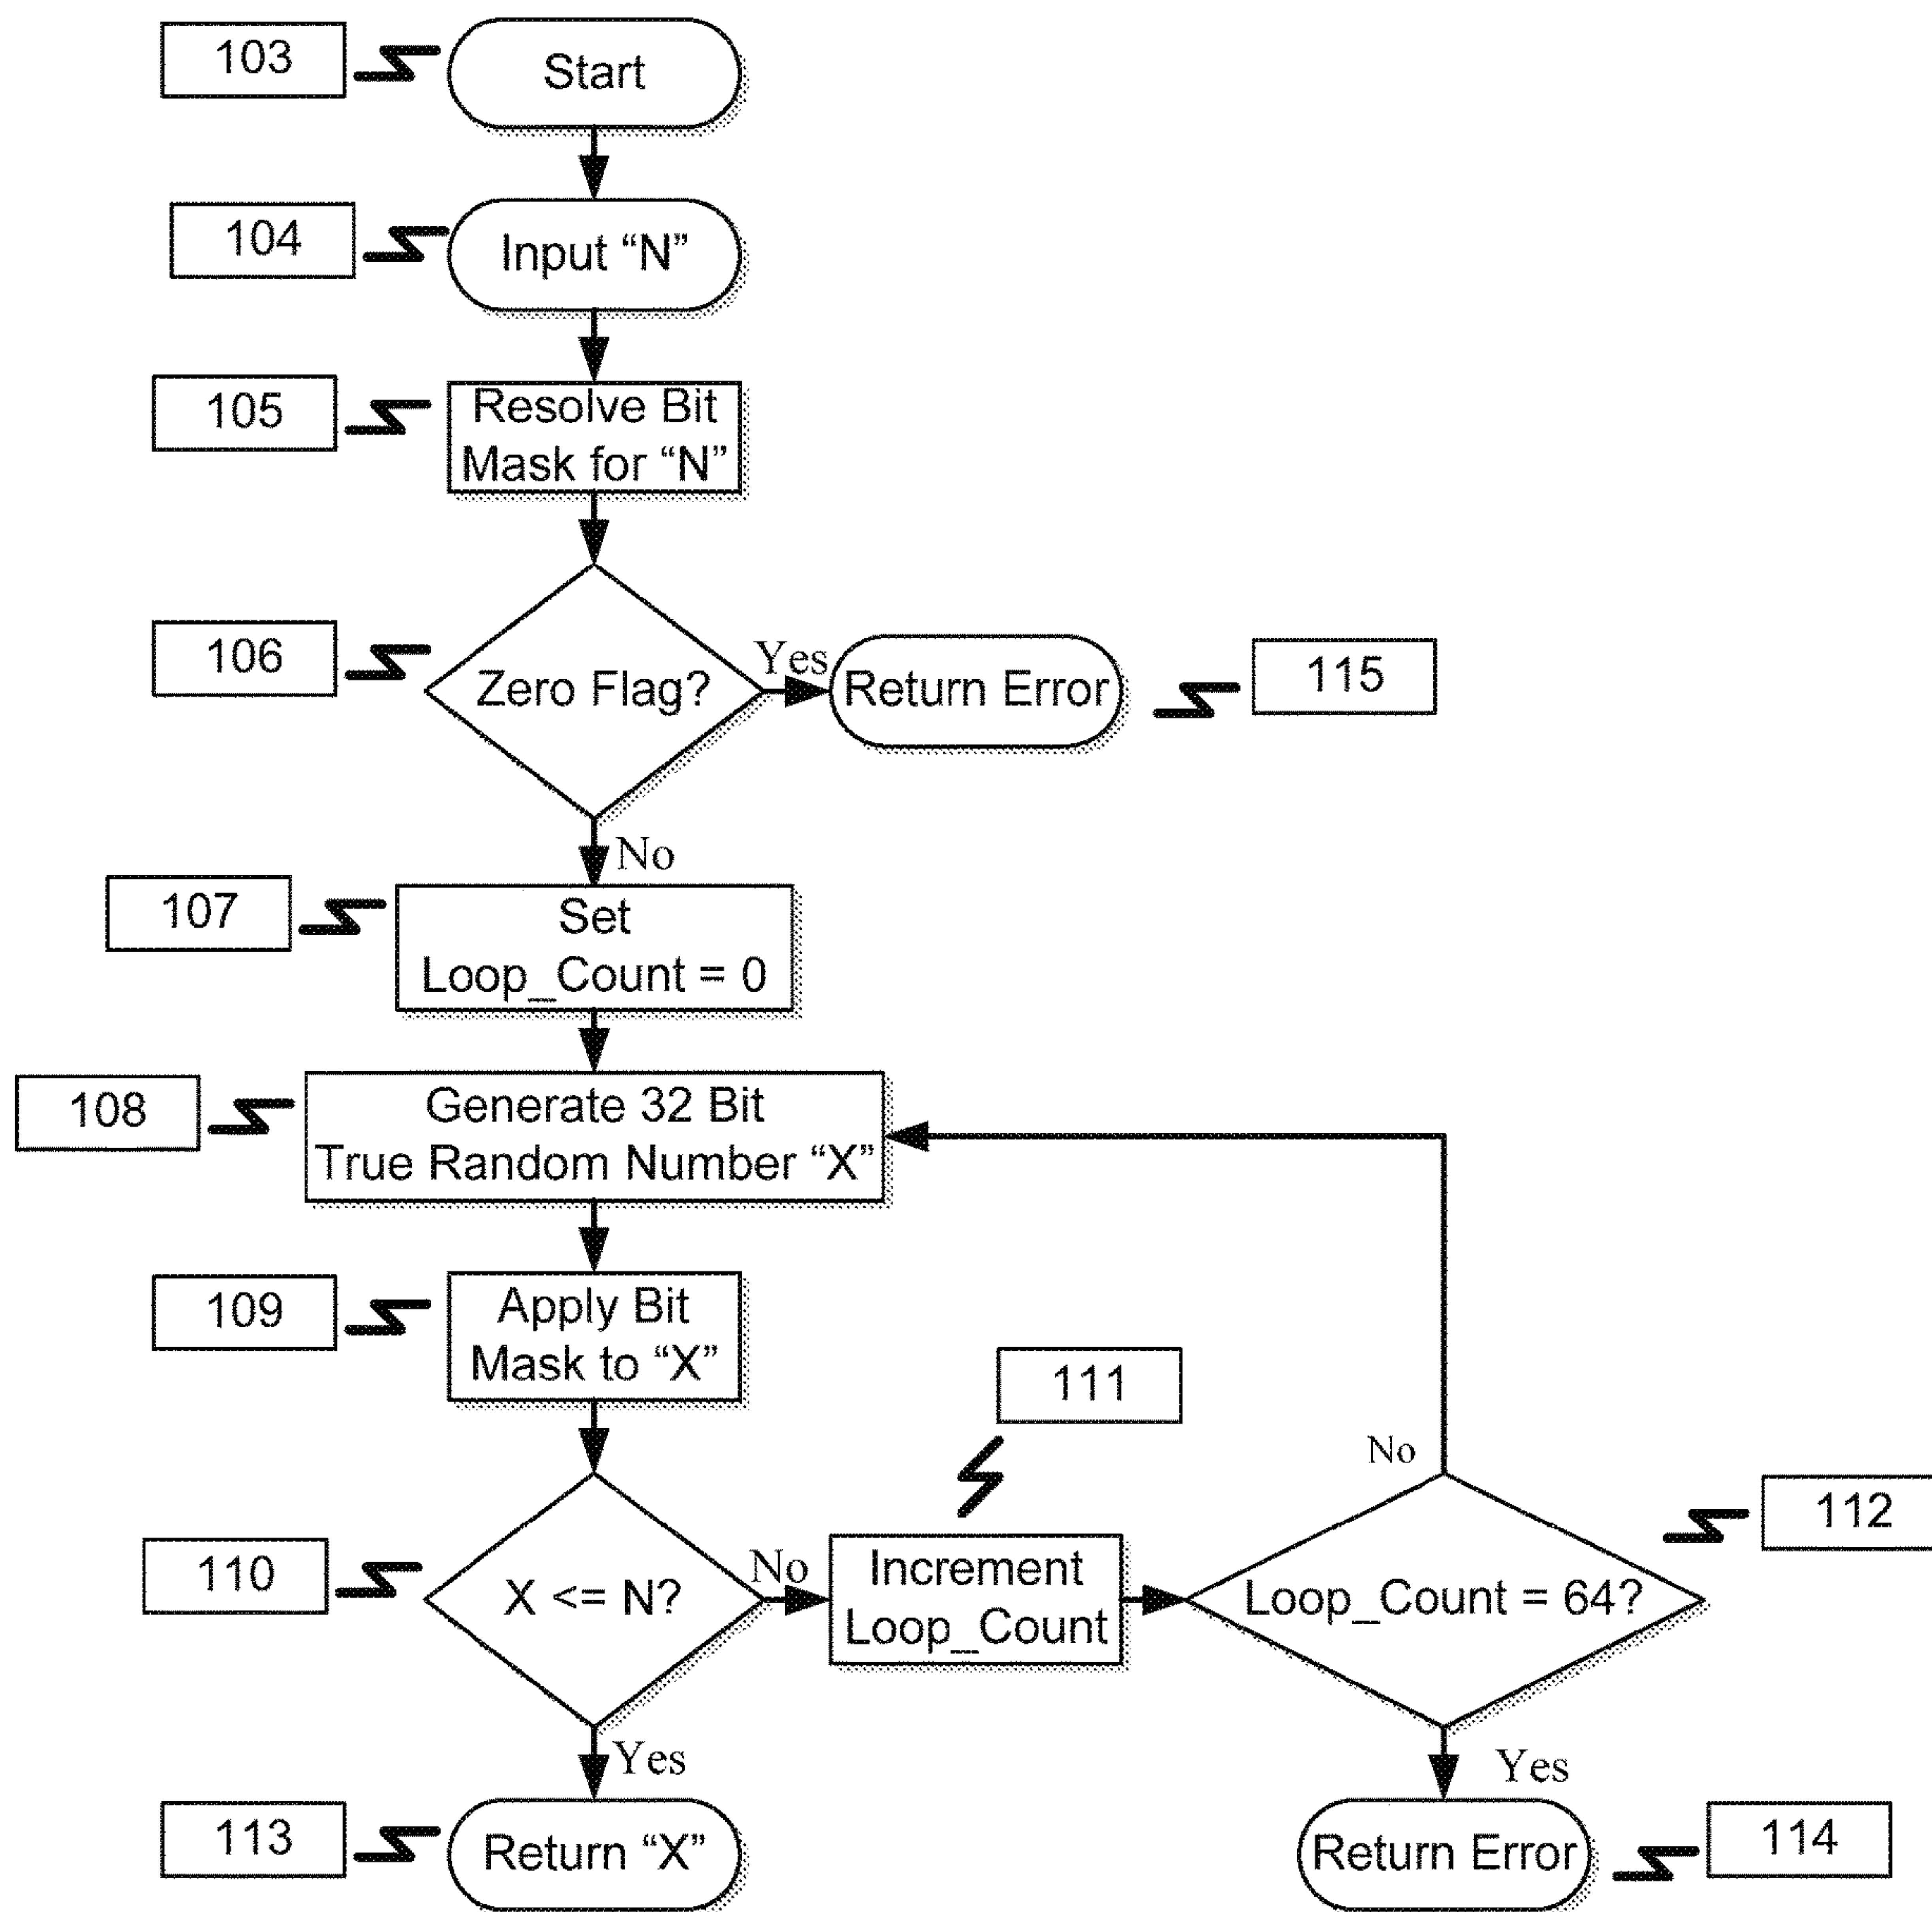 103
Start
104
Input “N”
105
Resolve Bit
Mask for “N”
106
Zero Flag?
Yes
Return Error
115
No
107
Set
Loop_Count = 0
108
Generate 32 Bit
True Random Number “X”
109
Apply Bit
Mask to “X”
111
No
112
110
X <= N?
No
Increment
Loop_Count
Loop_Count = 64?
Yes
Yes
113
Return “X”
Return Error
114